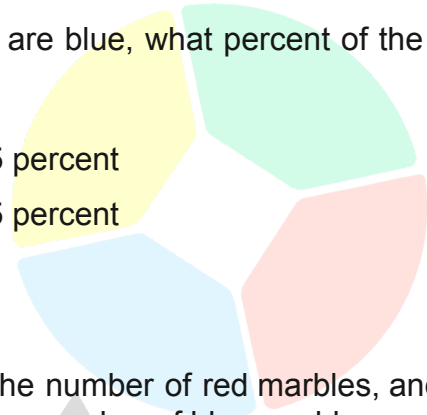 are blue, what percent of the
percent
percent
he number of red marbles, and